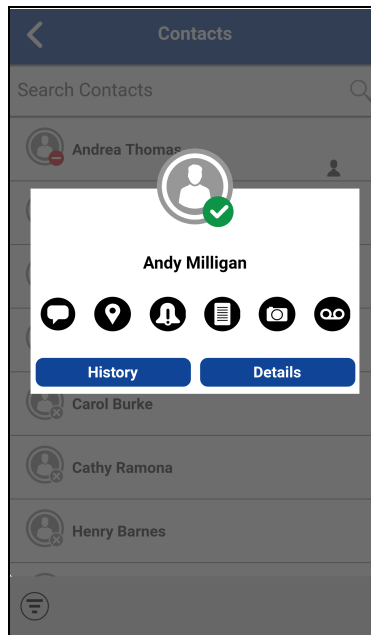 Contacts
Search Contacts
Andrea Thomas
Andy Milligan
History
Details
Carol Burke
Cathy Ramona
Henry Barnes